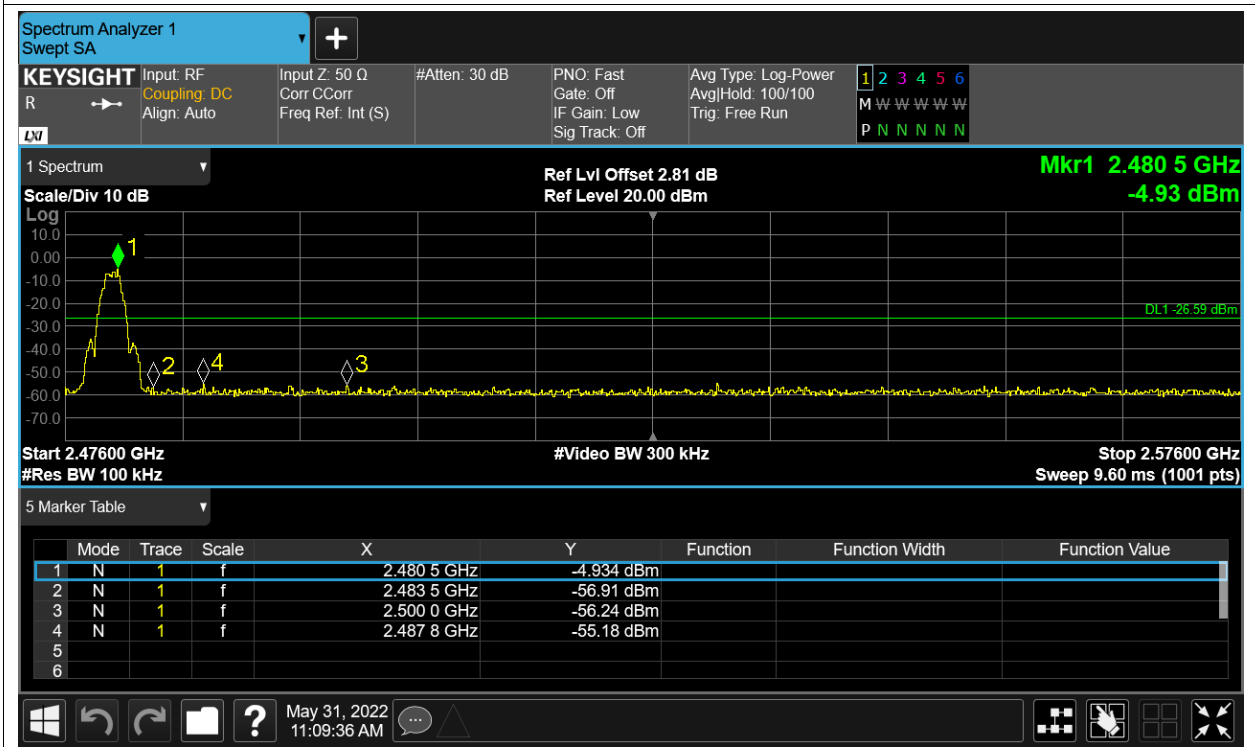 Spectrum Analyzer 1
Swept SA
+
KEYSIGHT
R
LXI
Input: RF
Coupling: DC
Align: Auto
Input Z: 50 Ω
Corr CCorr
Freq Ref: Int (S)
#Atten: 30 dB
PNO: Fast
Gate: Off
IF Gain: Low
Sig Track: Off
Avg Type: Log-Power
Avg|Hold: 100/100
Trig: Free Run
1 2 3 4 5 6
M W W W W W
P N N N N N
1 Spectrum
Scale/Div 10 dB
Ref Lvl Offset 2.81 dB
Ref Level 20.00 dBm
Mkr1 2.480 5 GHz
-4.93 dBm
Log
10.0
0.00
-10.0
-20.0
-30.0
-40.0
-50.0
-60.0
-70.0
1
2
4
3
DL1 -26.59 dBm
Start 2.47600 GHz
#Res BW 100 kHz
#Video BW 300 kHz
Stop 2.57600 GHz
Sweep 9.60 ms (1001 pts)
5 Marker Table
Mode Trace Scale X Y Function Function Width Function Value
1 N 1 f 2.480 5 GHz -4.934 dBm
2 N 1 f 2.483 5 GHz -56.91 dBm
3 N 1 f 2.500 0 GHz -56.24 dBm
4 N 1 f 2.487 8 GHz -55.18 dBm
5
6
?
May 31, 2022
11:09:36 AM